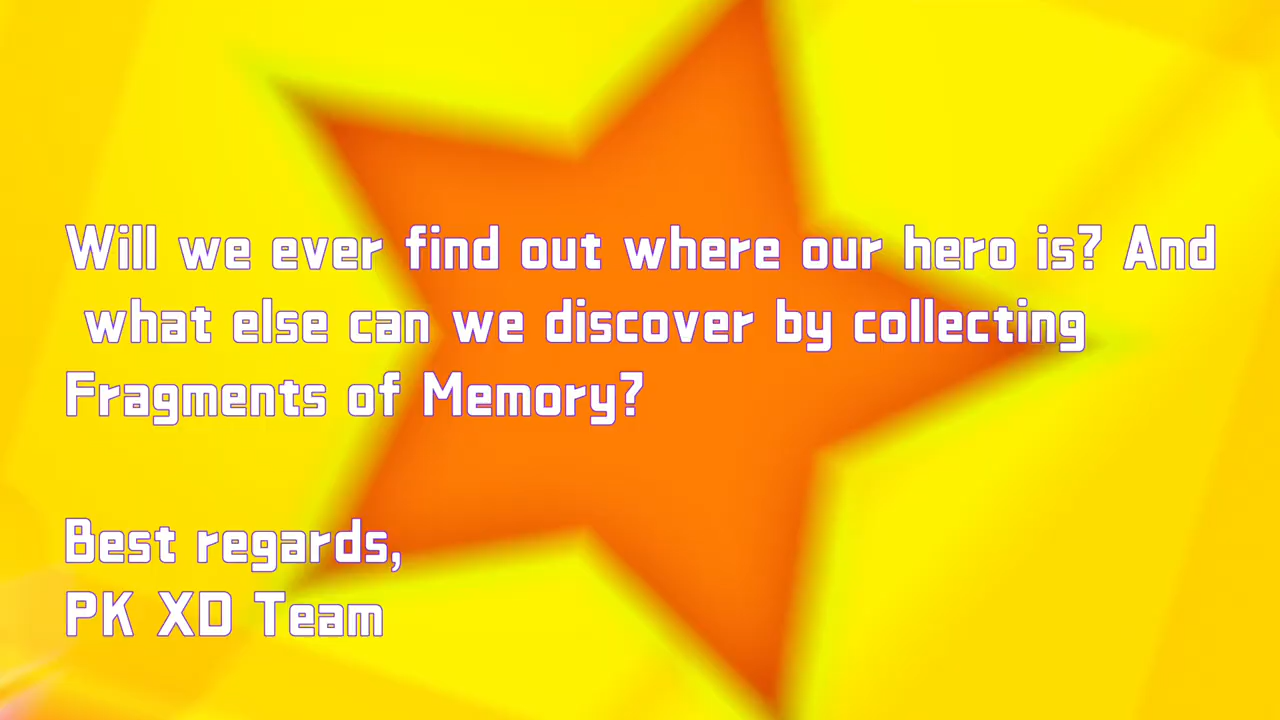 Will we ever find out where our hero is? And
what else can we discover by collecting
Fragments of Memory?
Best regards,
PK XD Team